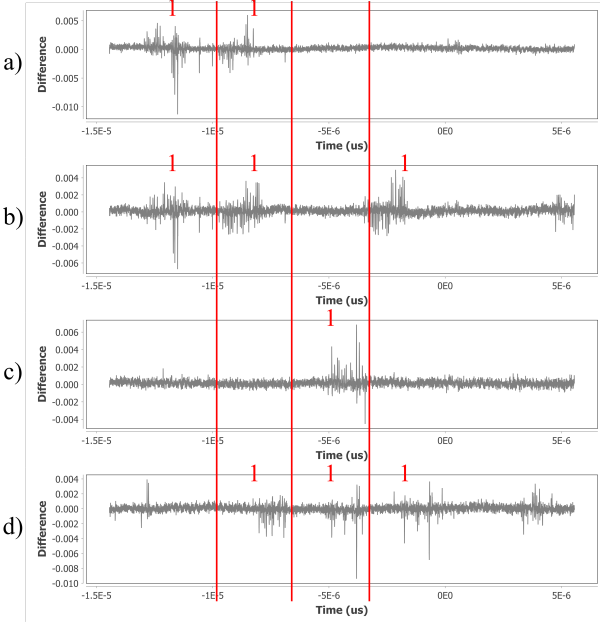 1 1
a)
Difference
0.005
0.000
-0.005
-0.010
-1.5E-5 -1E-5 -5E-6 0E0 5E-6
Time (us)
1 1 1
b)
Difference
0.004
0.002
0.000
-0.002
-0.004
-0.006
-1.5E-5 -1E-5 -5E-6 0E0 5E-6
Time (us)
1
c)
Difference
0.006
0.004
0.002
0.000
-0.002
-0.004
-1.5E-5 -1E-5 -5E-6 0E0 5E-6
Time (us)
1 1 1
d)
Difference
0.004
0.002
0.000
-0.002
-0.004
-0.006
-0.008
-0.010
-1.5E-5 -1E-5 -5E-6 0E0 5E-6
Time (us)